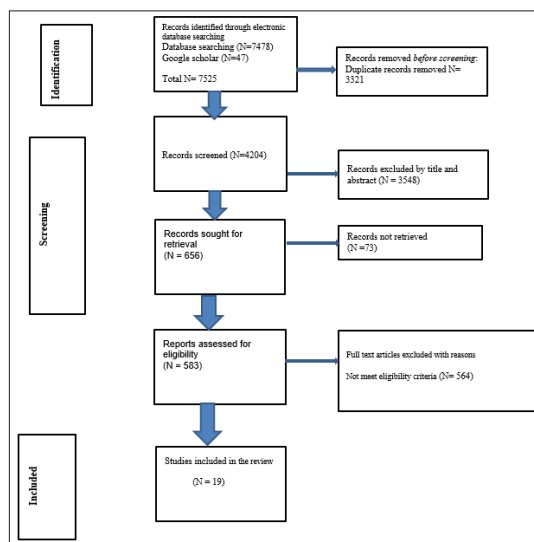 Identification
Records identified through electronic
database searching
Database searching (N=7478)
Google scholar (N=47)
Total N= 7525
Records removed before screening:
Duplicate records removed N=
3321
Screening
Records screened (N=4204)
Records excluded by title and
abstract (N = 3548)
Records sought for
retrieval
(N = 656)
Records not retrieved
(N =73)
Reports assessed for
eligibility
(N = 583)
Full text articles excluded with reasons
Not meet eligibility criteria (N= 564)
Included
Studies included in the review
(N = 19)